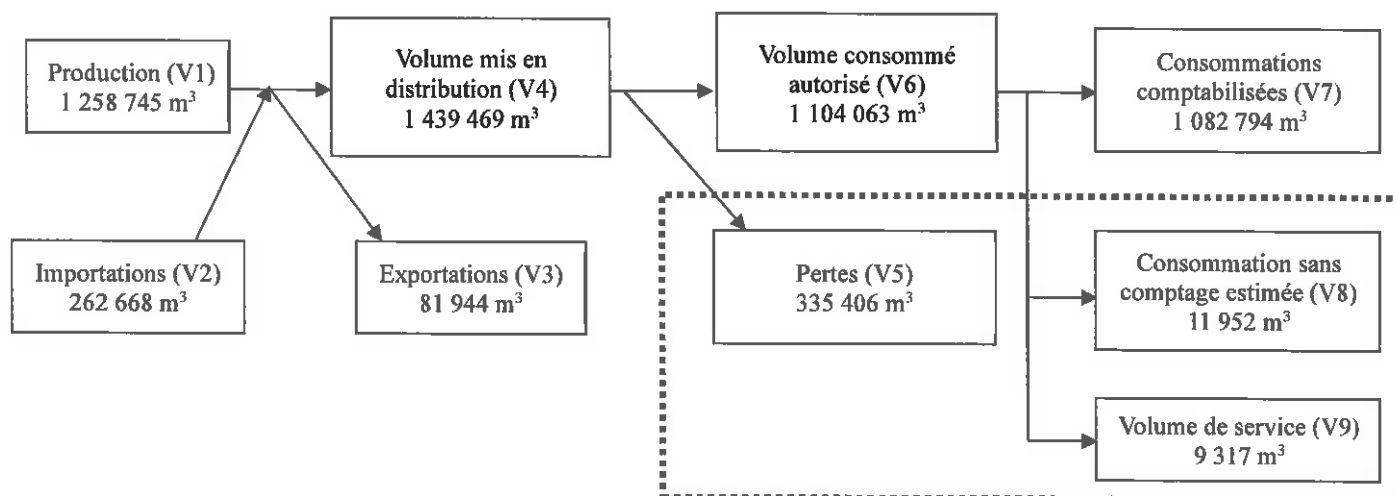 Production (V1)
1 258 745 m³
Volume mis en
distribution (V4)
1 439 469 m³
Volume consommé
autorisé (V6)
1 104 063 m³
Consommations
comptabilisées (V7)
1 082 794 m³
Importations (V2)
262 668 m³
Exportations (V3)
81 944 m³
Pertes (V5)
335 406 m³
Consommation sans
comptage estimée (V8)
11 952 m³
Volume de service (V9)
9 317 m³